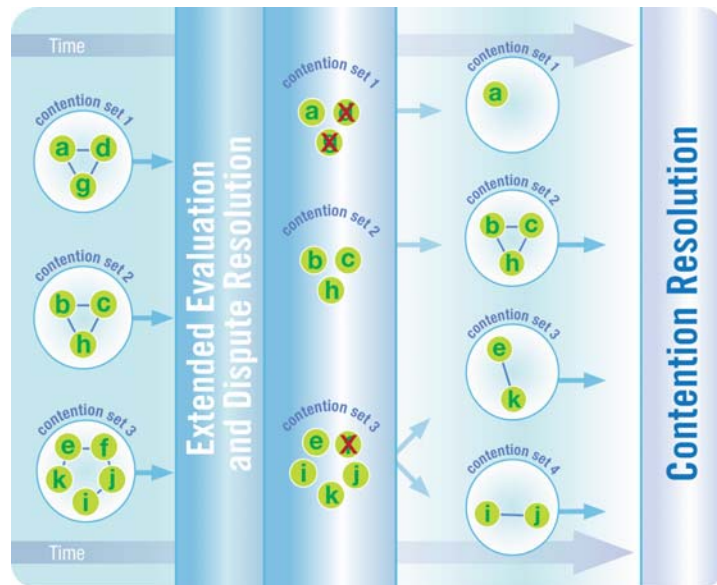 Time
contention set 1
a
d
g
contention set 2
b
c
h
contention set 3
e
f
k
j
i
Extended Evaluation
and Dispute Resolution
contention set 1
a
contention set 2
b
c
h
contention set 3
e
i
j
k
contention set 1
a
contention set 2
b
c
h
contention set 3
e
k
contention set 4
i
j
Contention Resolution
Time